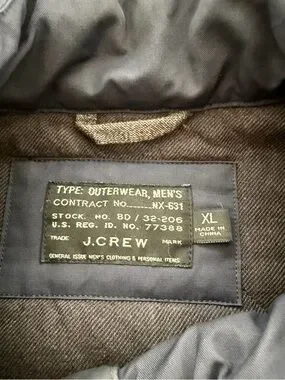 TYPE: OUTERWEAR, MEN'S
CONTRACT No. NX-631
STOCK. NO. BD / 32-206
U.S. REG. ID. NO. 77388
TRADE J.CREW MARK
GENERAL ISSUE MEN'S CLOTHING & PERSONAL ITEMS
XL
MADE IN
CHINA